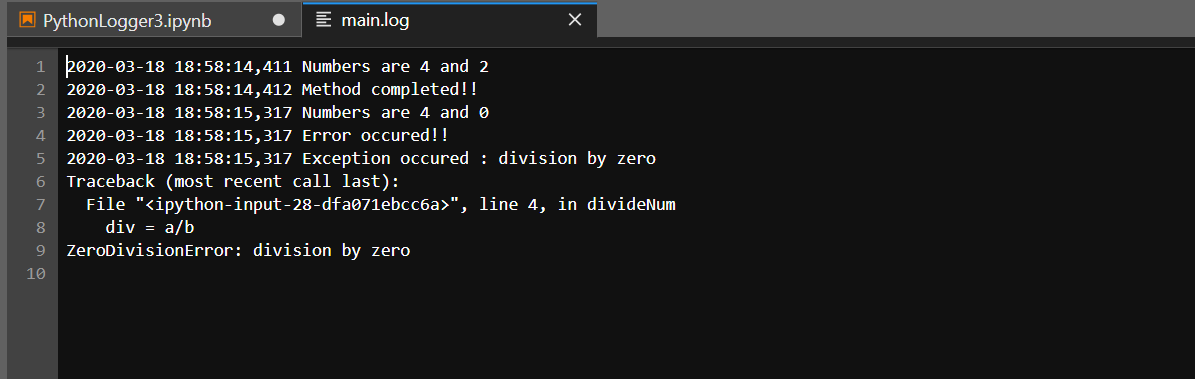 PythonLogger3.ipynb
main.log
1 2020-03-18 18:58:14,411 Numbers are 4 and 2
2 2020-03-18 18:58:14,412 Method completed!!
3 2020-03-18 18:58:15,317 Numbers are 4 and 0
4 2020-03-18 18:58:15,317 Error occured!!
5 2020-03-18 18:58:15,317 Exception occured : division by zero
6 Traceback (most recent call last):
7   File "<ipython-input-28-dfa071ebcc6a>", line 4, in divideNum
8     div = a/b
9 ZeroDivisionError: division by zero
10